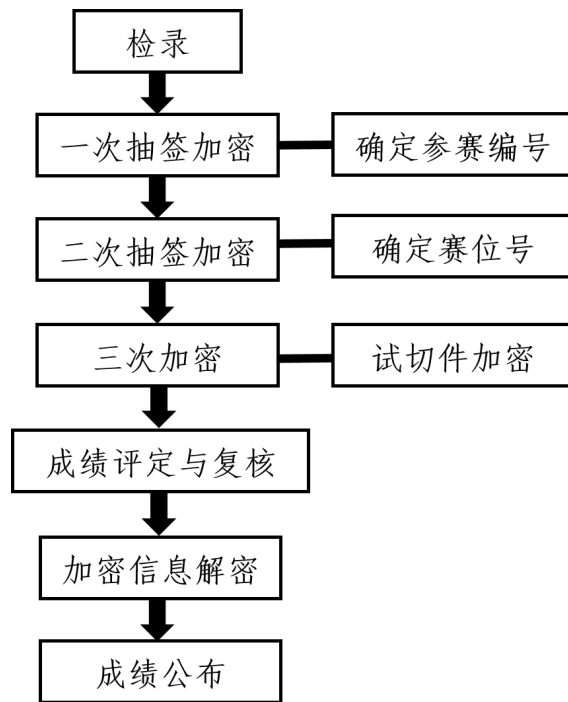 检录
一次抽签加密
确定参赛编号
二次抽签加密
确定赛位号
三次加密
试切件加密
成绩评定与复核
加密信息解密
成绩公布